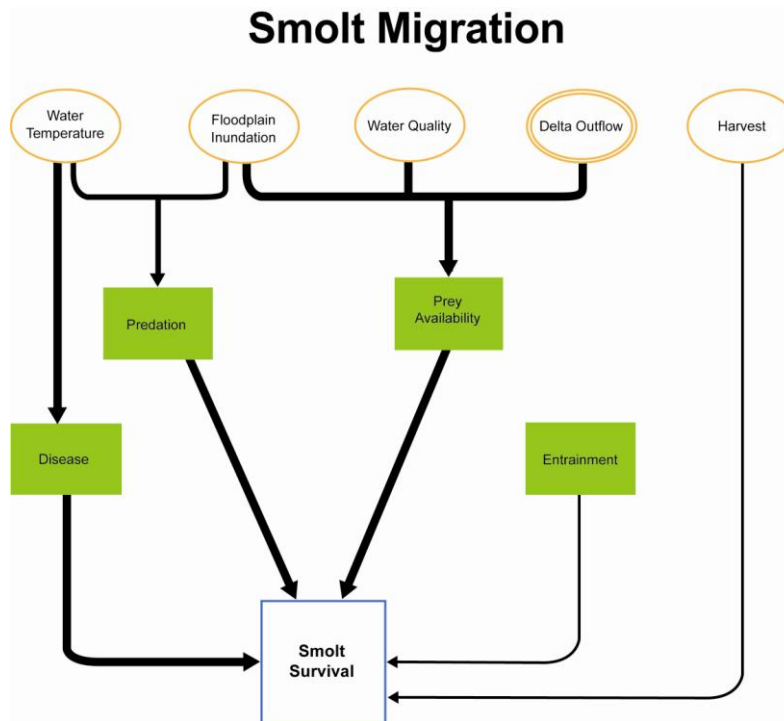 Smolt Migration
Water
Temperature
Floodplain
Inundation
Water Quality
Delta Outflow
Harvest
Predation
Prey
Availability
Disease
Entrainment
Smolt
Survival